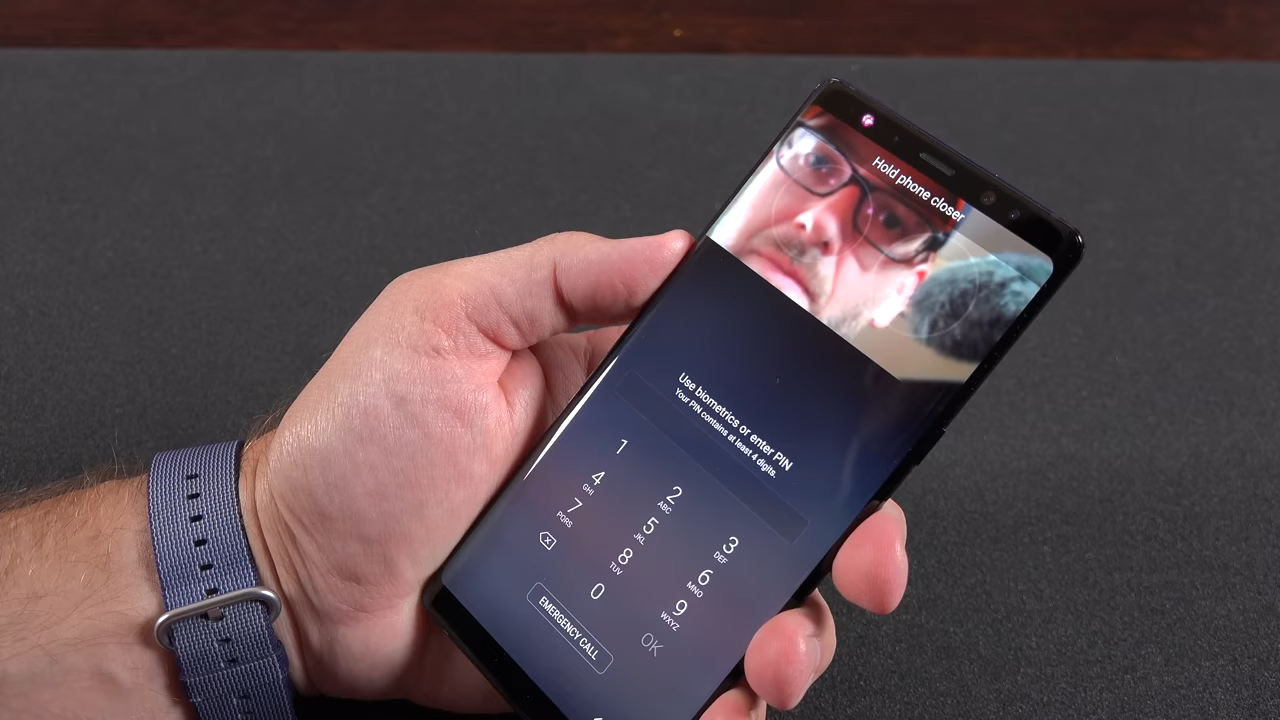 Hold phone closer
Use biometrics or enter PIN
Your PIN contains at least 4 digits.
1
2
ABC
3
DEF
4
GHI
5
JKL
6
MNO
7
PQRS
8
TUV
9
WXYZ
0
OK
EMERGENCY CALL